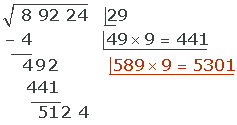 √ 8 92 24 29
- 4 49 × 9 = 441
492 589 × 9 = 5301
441
512 4